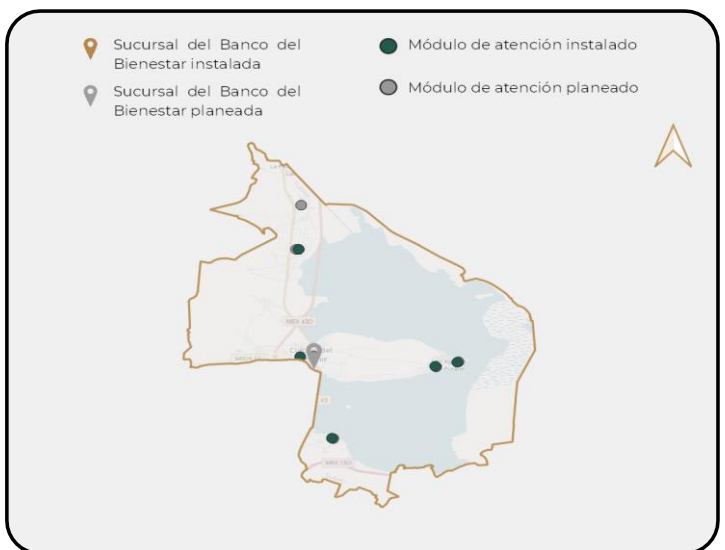 Sucursal del Banco del
Bienestar instalada
Sucursal del Banco del
Bienestar planeada
Módulo de atención instalado
Módulo de atención planeado
MEX 43D